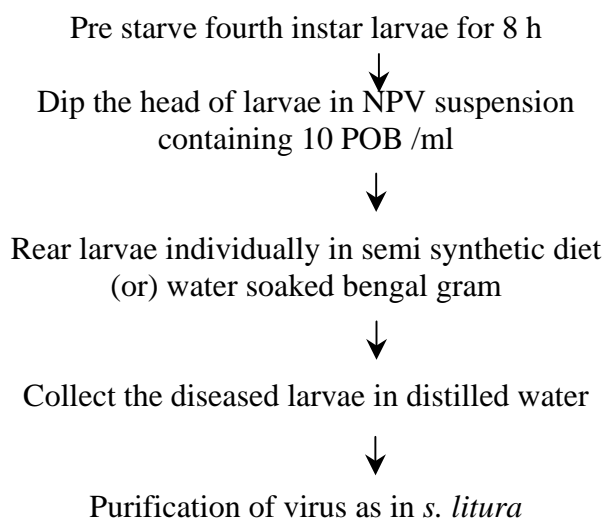 Pre starve fourth instar larvae for 8 h
Dip the head of larvae in NPV suspension
containing 10 POB /ml
Rear larvae individually in semi synthetic diet
(or) water soaked bengal gram
Collect the diseased larvae in distilled water
Purification of virus as in s. litura